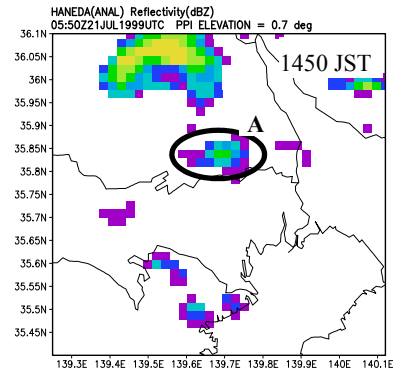 HANEDA(ANAL) Reflectivity(dBZ)
05:50Z21JUL1999UTC PPI ELEVATION = 0.7 deg
36.1N
36.05N
36N
35.95N
35.9N
35.85N
35.8N
35.75N
35.7N
35.65N
35.6N
35.55N
35.5N
35.45N
1450 JST
A
139.3E 139.4E 139.5E 139.6E 139.7E 139.8E 139.9E 140E 140.1E